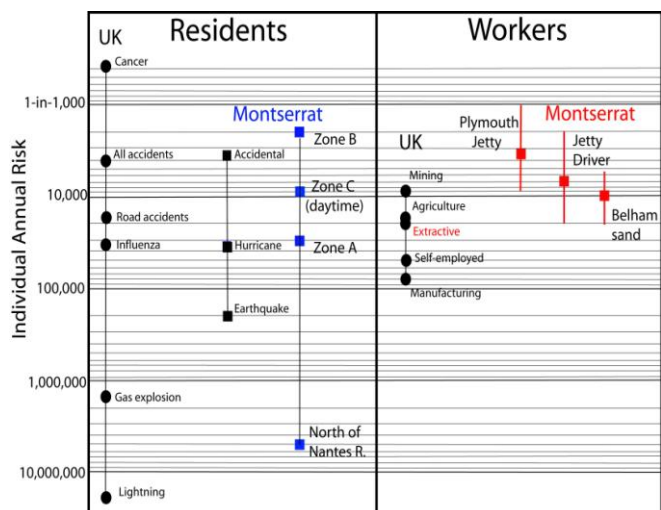 UK
Residents
Workers
Individual Annual Risk
1-in-1,000
10,000
100,000
1,000,000
10,000,000
Cancer
All accidents
Road accidents
Influenza
Gas explosion
Lightning
Accidental
Hurricane
Earthquake
Montserrat
Zone B
Zone C
(daytime)
Zone A
North of
Nantes R.
UK
Mining
Agriculture
Extractive
Self-employed
Manufacturing
Montserrat
Plymouth
Jetty
Jetty
Driver
Belham
sand